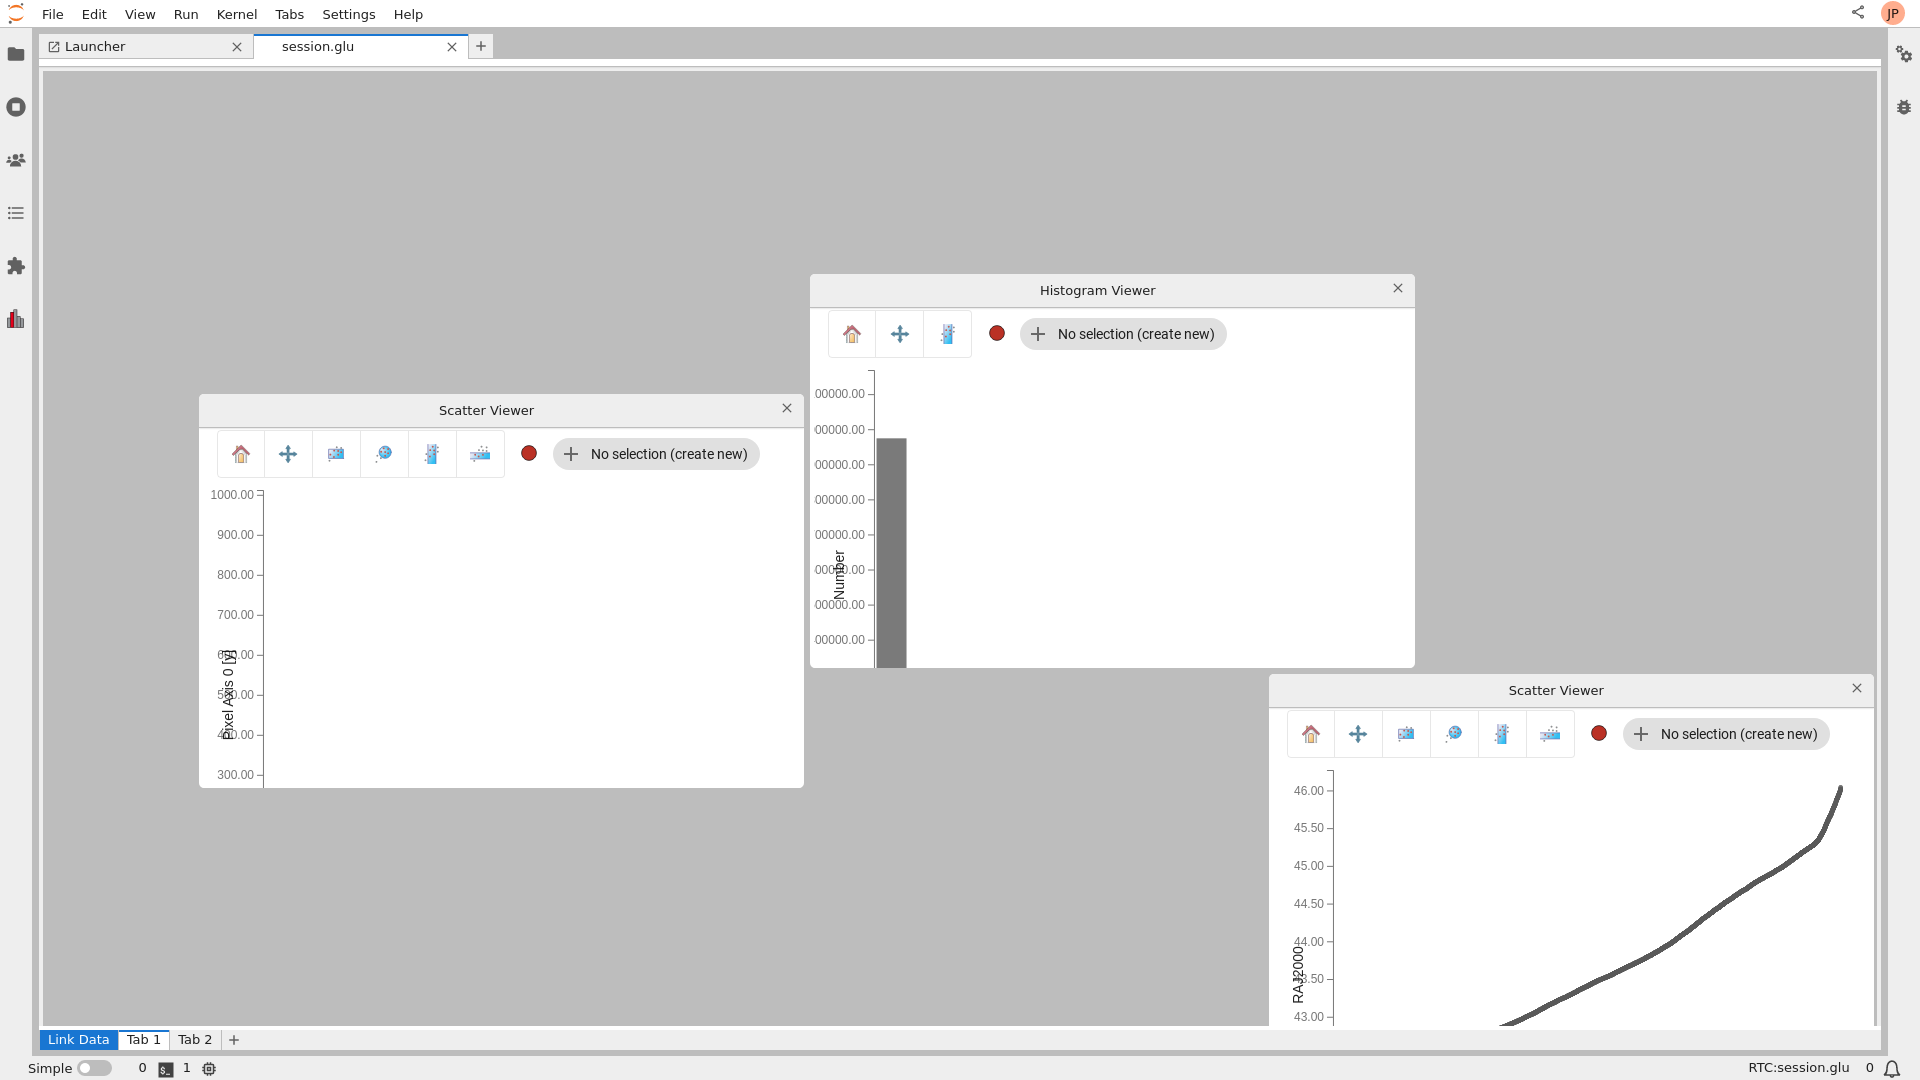 File Edit View Run Kernel Tabs Settings Help
JP
Launcher
session.glu
Histogram Viewer
No selection (create new)
00000.00
00000.00
00000.00
00000.00
00000.00
00000.00
00000.00
00000.00
Number
Scatter Viewer
No selection (create new)
1000.00
900.00
800.00
700.00
600.00
500.00
400.00
300.00
Pixel Axis 0 [y]
Scatter Viewer
No selection (create new)
46.00
45.50
45.00
44.50
44.00
43.50
43.00
RAJ2000
Link Data Tab 1 Tab 2
Simple 0 $_ 1 RTC:session.glu 0